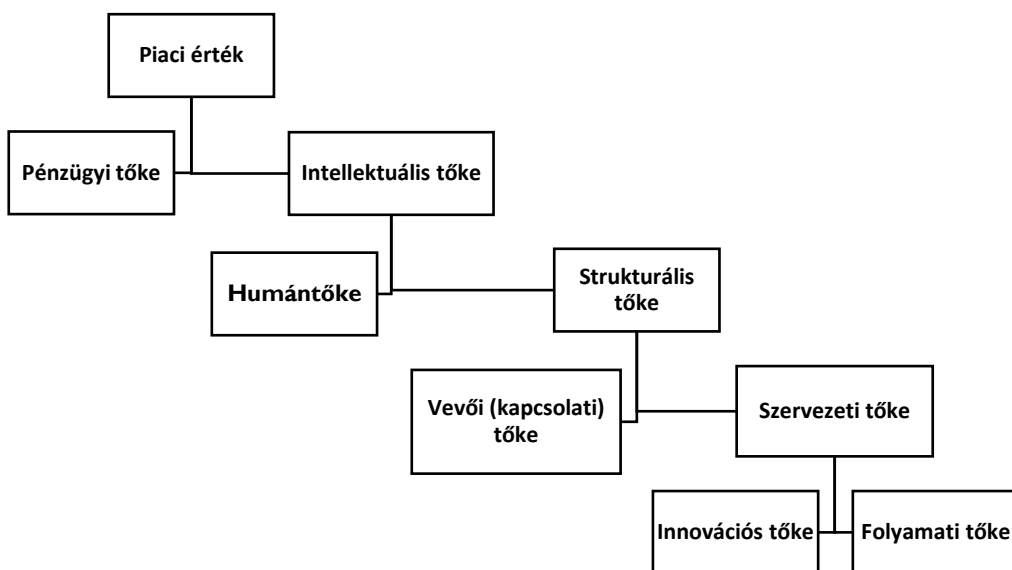 Piaci érték
Pénzügyi tőke
Intellektuális tőke
Humántőke
Strukturális
tőke
Vevői (kapcsolati)
tőke
Szervezeti tőke
Innovációs tőke
Folyamati tőke